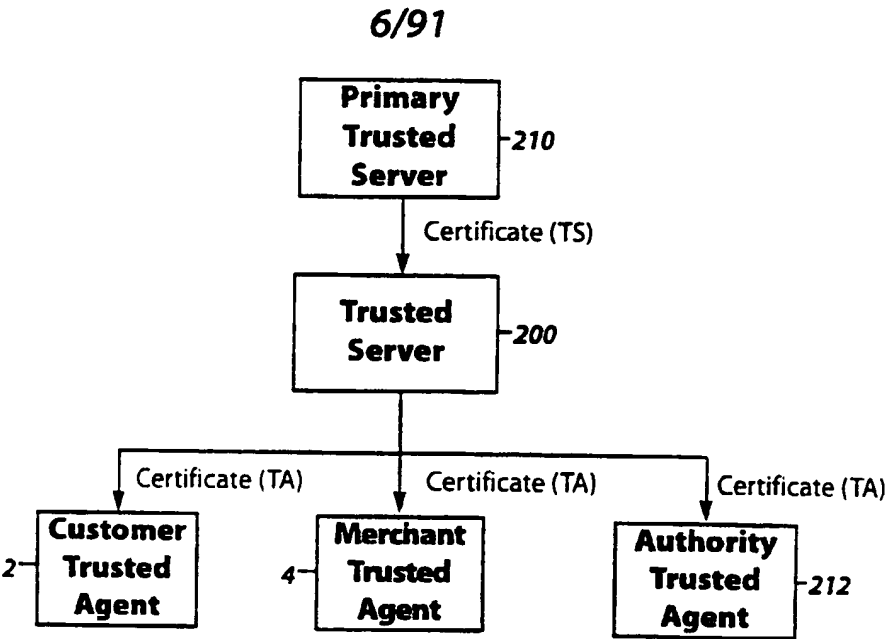 6/91
Primary
Trusted
Server
210
Certificate (TS)
Trusted
Server
200
Certificate (TA)
Certificate (TA)
Certificate (TA)
Customer
Trusted
Agent
2
Merchant
Trusted
Agent
4
Authority
Trusted
Agent
212